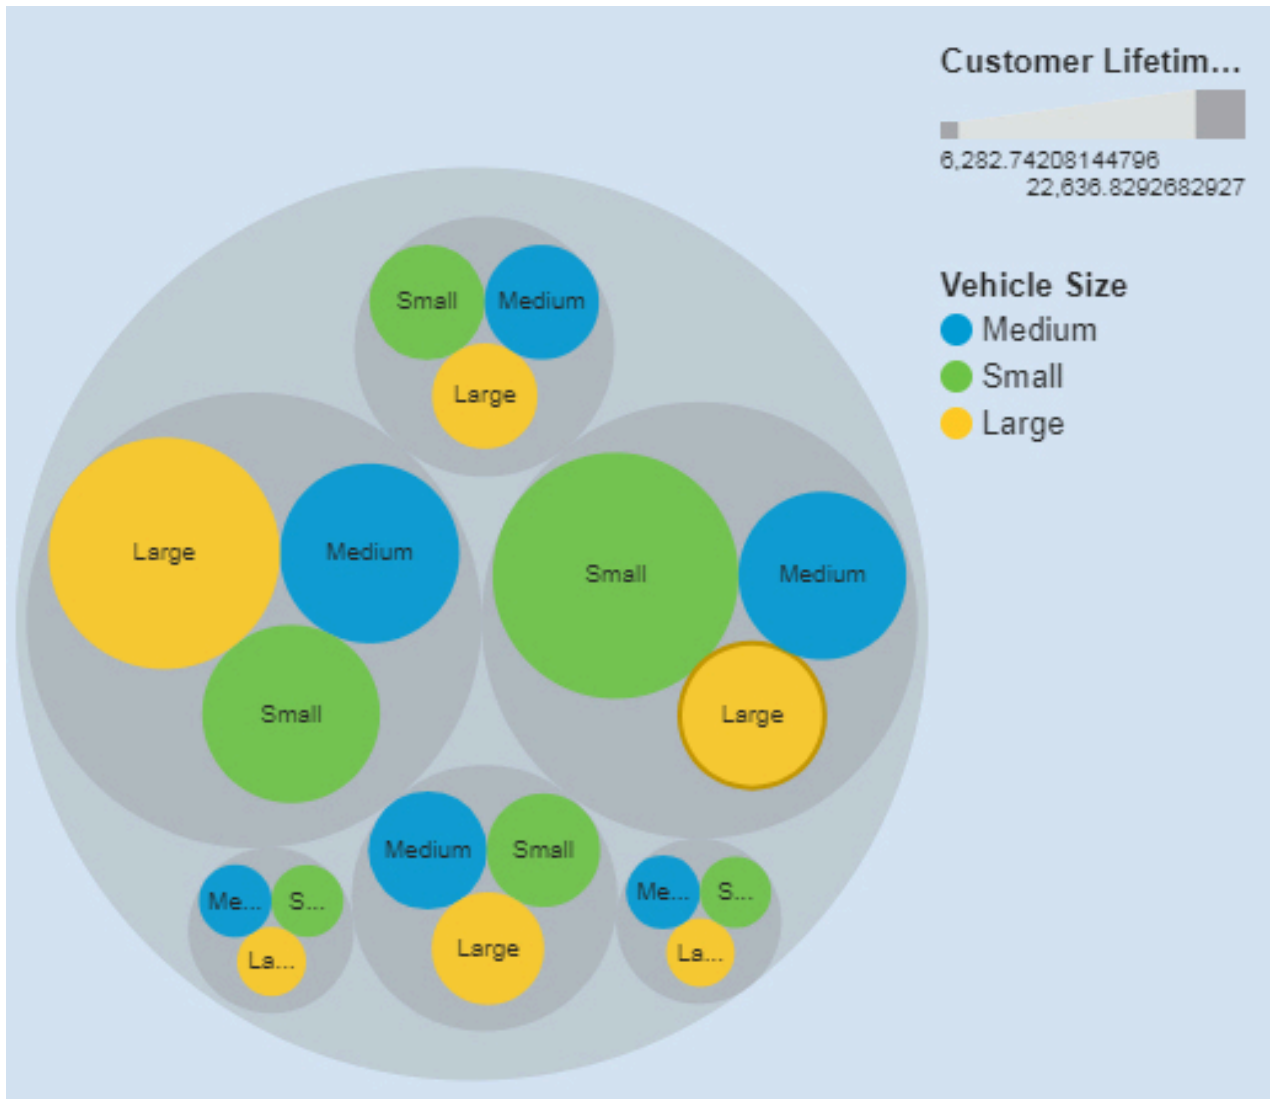 Customer Lifetim...
6,282.74208144796
22,636.8292682927
Vehicle Size
Medium
Small
Large
Small
Medium
Large
Large
Medium
Small
Small
Medium
Large
Medium
Small
Large
Me...
S...
La...
Me...
S...
La...